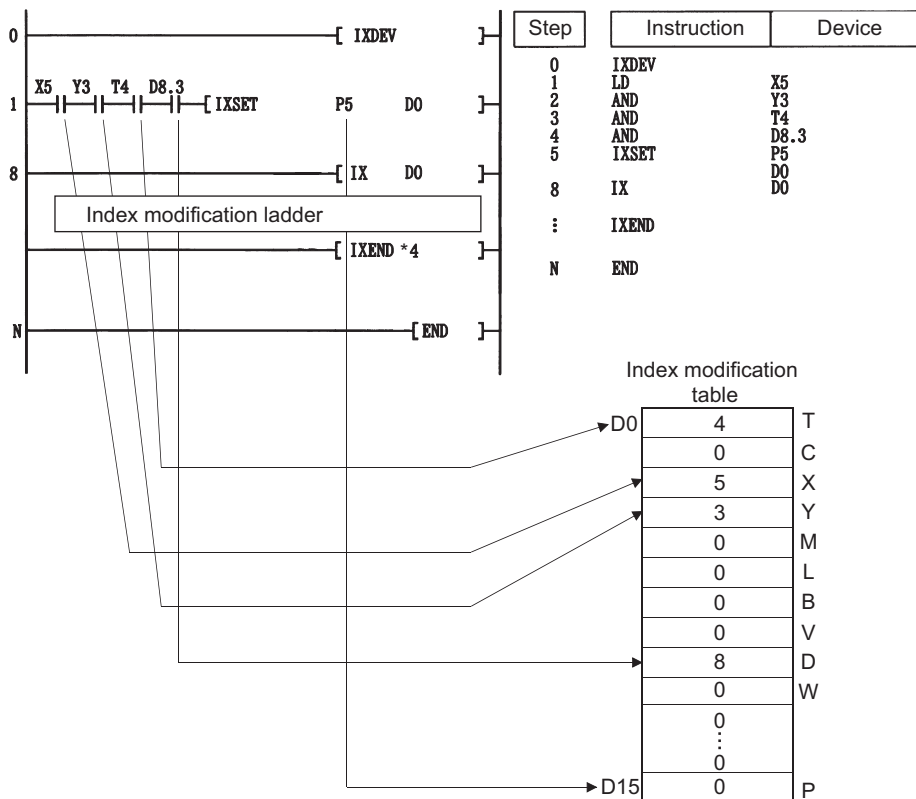 0 IXDEV
X5 Y3 T4 D8.3
1 IXSET P5 D0
8 IX D0
Index modification ladder
IXEND *4
N END
Step Instruction Device
0 IXDEV
1 LD X5
2 AND Y3
3 AND T4
4 AND D8.3
5 IXSET P5
D0
8 IX D0
⋮ IXEND
N END
Index modification
table
D0 4 T
0 C
5 X
3 Y
0 M
0 L
0 B
0 V
8 D
0 W
0
⋮
0
D15 0 P